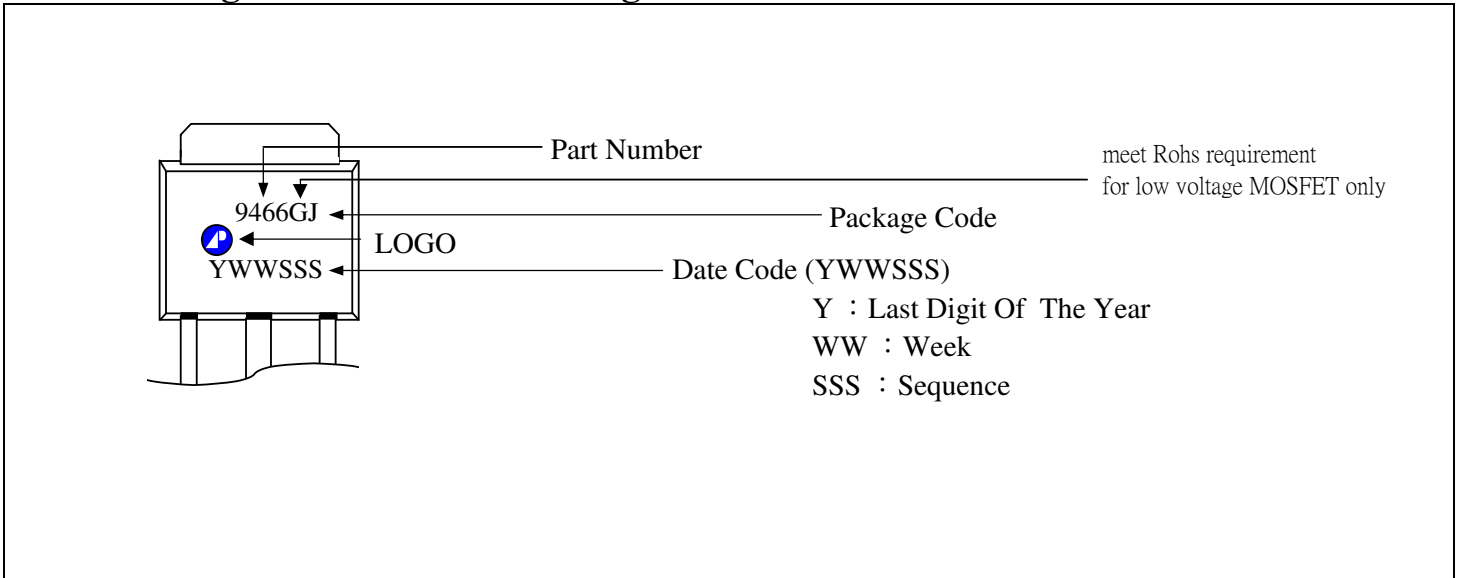 Part Number
meet Rohs requirement
for low voltage MOSFET only
9466GJ
Package Code
LOGO
YWWSSS
Date Code (YWWSSS)
Y : Last Digit Of The Year
WW : Week
SSS : Sequence